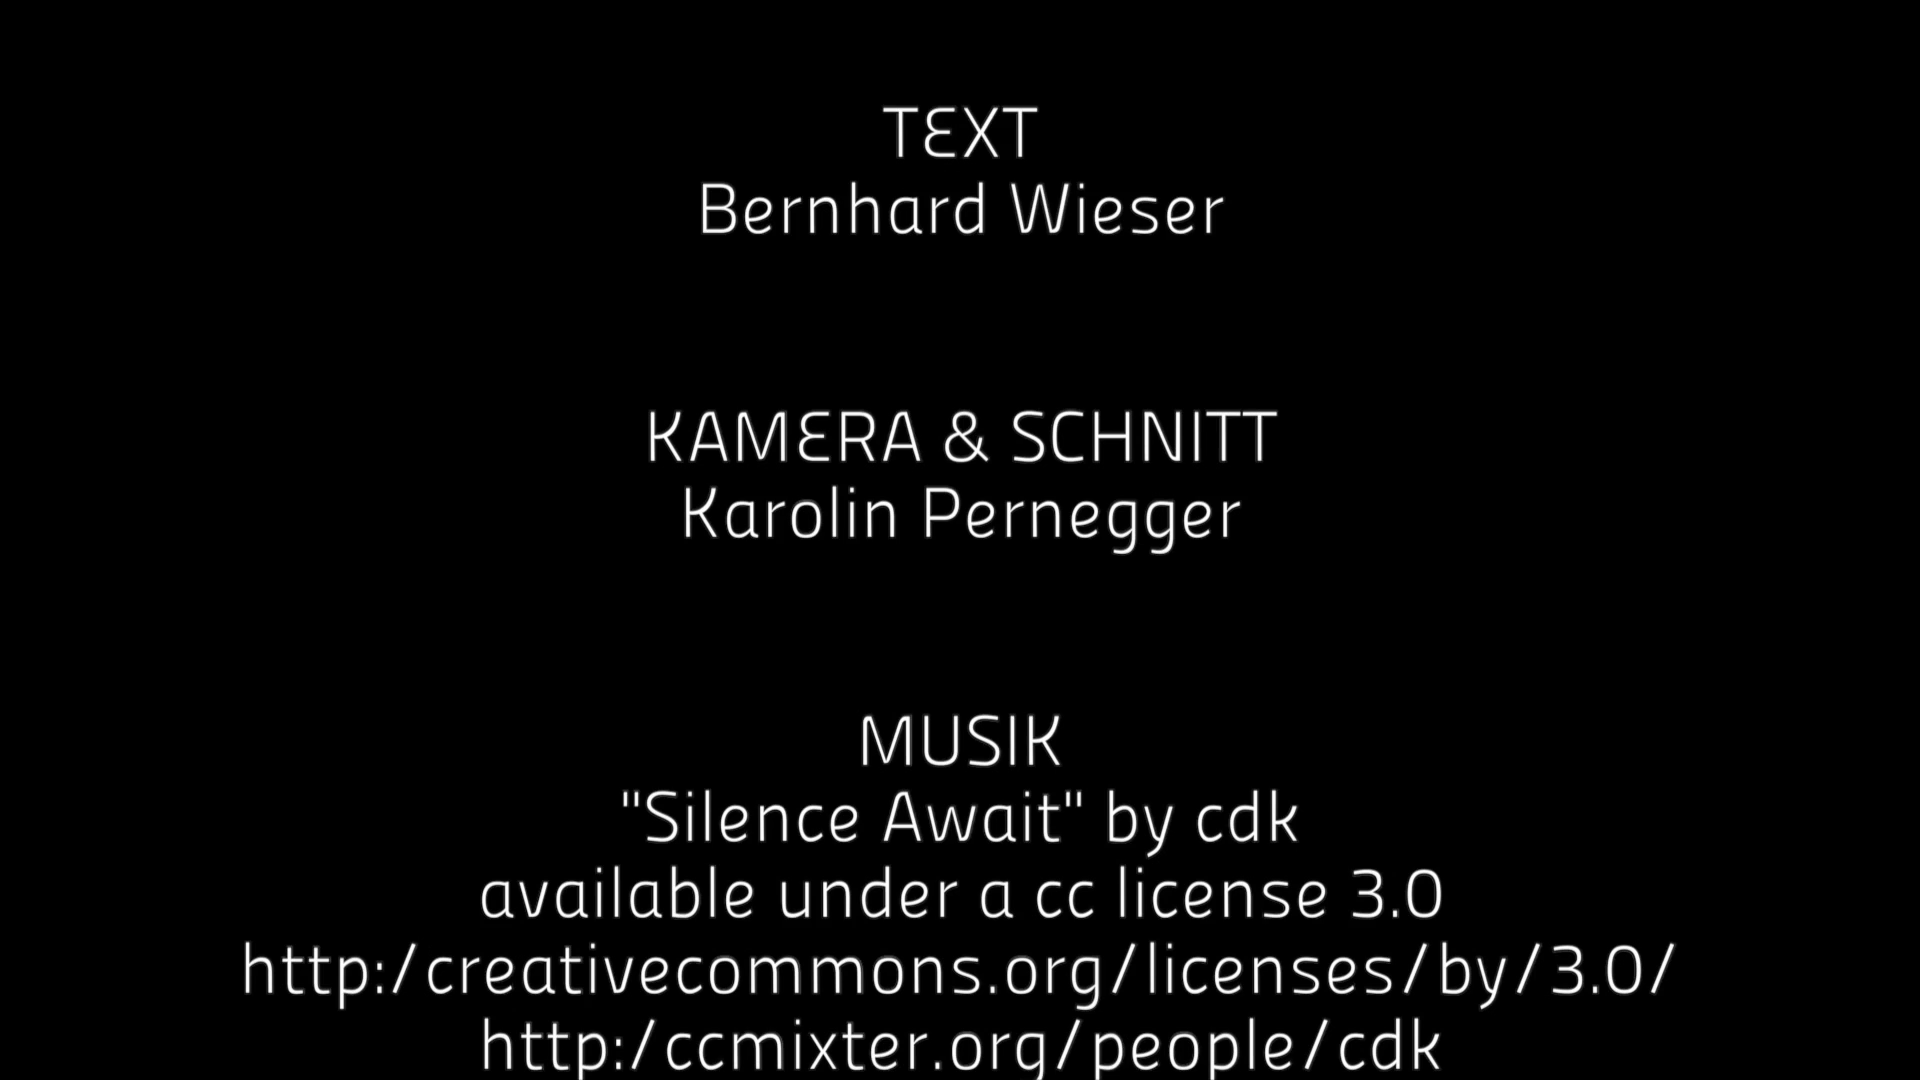 TEXT
Bernhard Wieser
KAMERA & SCHNITT
Karolin Pernegger
MUSIK
"Silence Await" by cdk
available under a cc license 3.0
http:/creativecommons.org/licenses/by/3.0/
http:/ccmixter.org/people/cdk